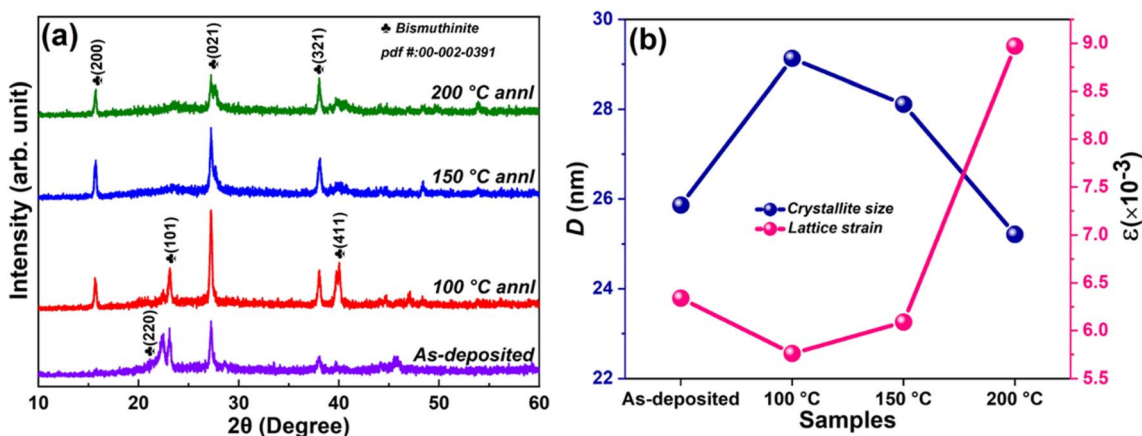 (a)
♣ Bismuthinite
pdf #:00-002-0391
♣(200)
♣(021)
♣(321)
200 °C annl
150 °C annl
♣(101)
♣(411)
100 °C annl
♣(220)
As-deposited
Intensity (arb. unit)
10 20 30 40 50 60
2θ (Degree)
(b)
30
28
26
24
22
D (nm)
Crystallite size
Lattice strain
9.0
8.5
8.0
7.5
7.0
6.5
6.0
5.5
ε(×10⁻³)
As-deposited 100 °C 150 °C 200 °C
Samples